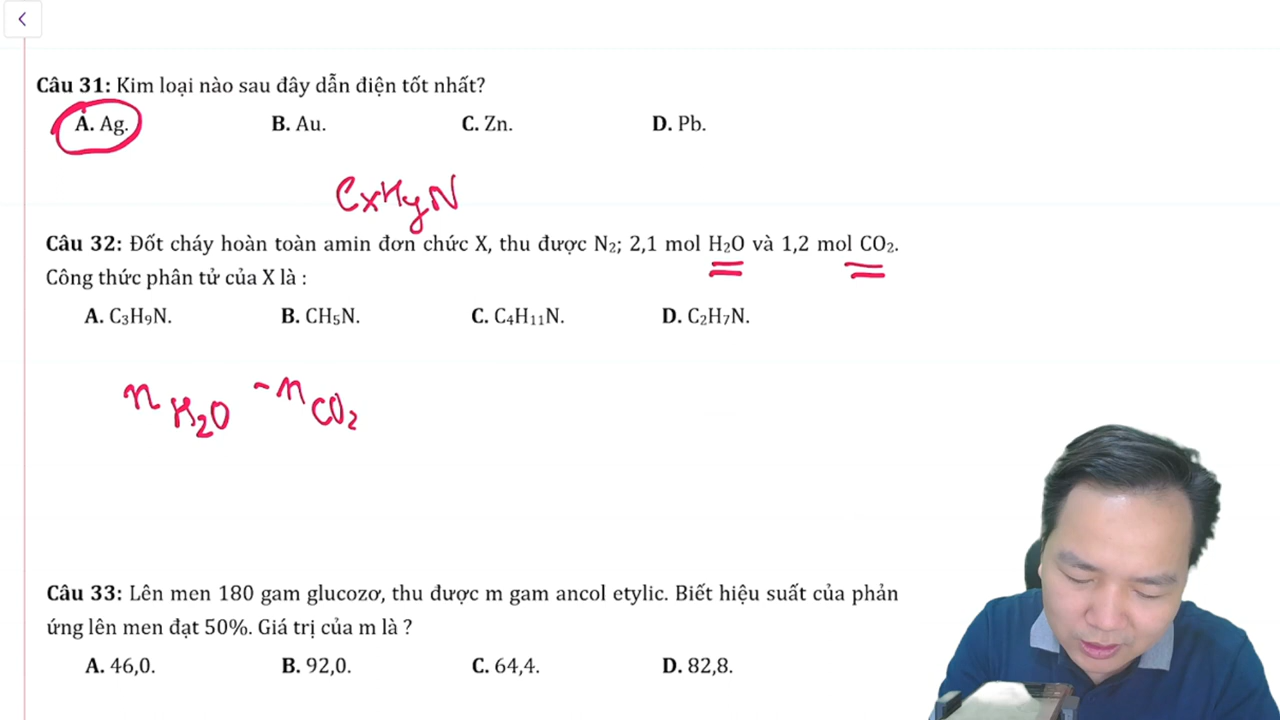 Câu 31: Kim loại nào sau đây dẫn điện tốt nhất?
A. Ag. B. Au. C. Zn. D. Pb.
CxHyN
Câu 32: Đốt cháy hoàn toàn amin đơn chức X, thu được N₂; 2,1 mol H₂O và 1,2 mol CO₂.
Công thức phân tử của X là :
A. C₃H₉N. B. CH₅N. C. C₄H₁₁N. D. C₂H₇N.
n H₂O - n CO₂
Câu 33: Lên men 180 gam glucozơ, thu được m gam ancol etylic. Biết hiệu suất của phản
ứng lên men đạt 50%. Giá trị của m là ?
A. 46,0. B. 92,0. C. 64,4. D. 82,8.